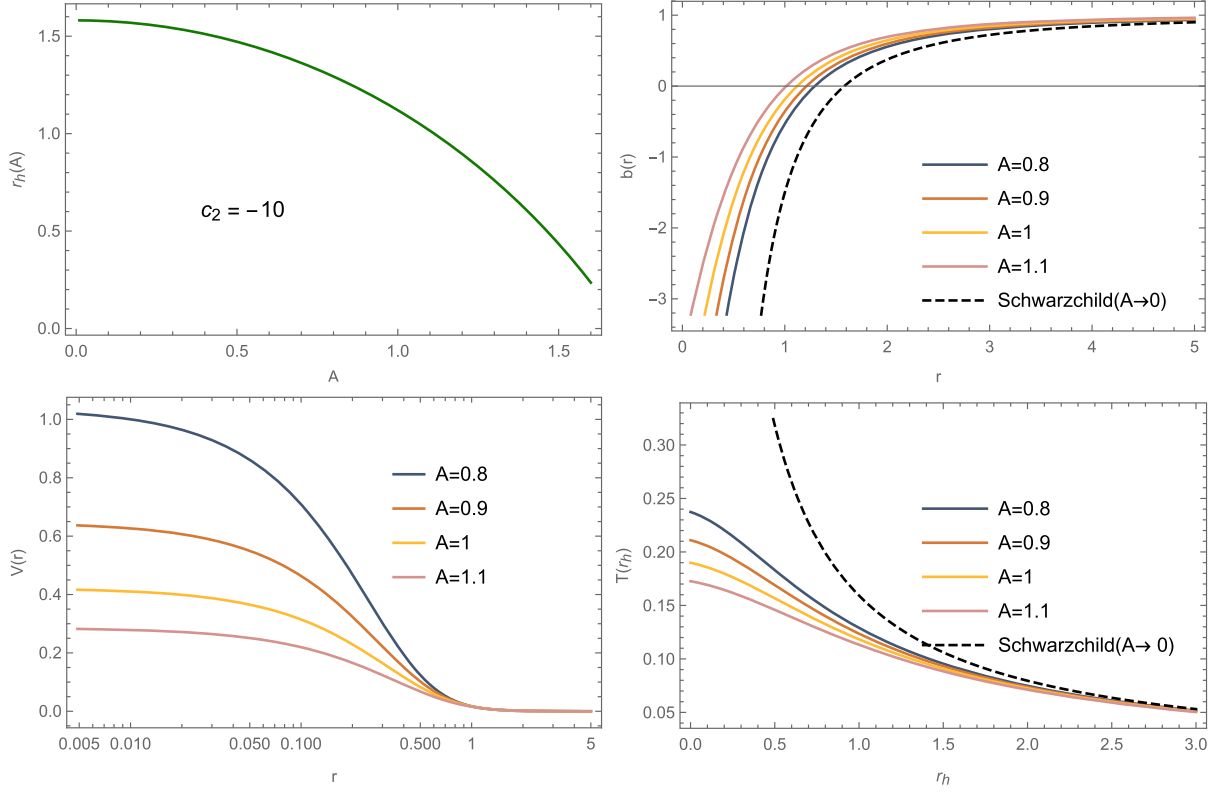 r_h(A)
1.5
1.0
0.5
0.0
c₂ = −10
0.0 0.5 1.0 1.5
A
b(r)
1
0
−1
−2
−3
A=0.8
A=0.9
A=1
A=1.1
Schwarzchild(A→0)
0 1 2 3 4 5
r
V(r)
1.0
0.8
0.6
0.4
0.2
0.0
A=0.8
A=0.9
A=1
A=1.1
0.005 0.010 0.050 0.100 0.500 1 5
r
T(r_h)
0.30
0.25
0.20
0.15
0.10
0.05
A=0.8
A=0.9
A=1
A=1.1
Schwarzchild(A→ 0)
0.0 0.5 1.0 1.5 2.0 2.5 3.0
r_h